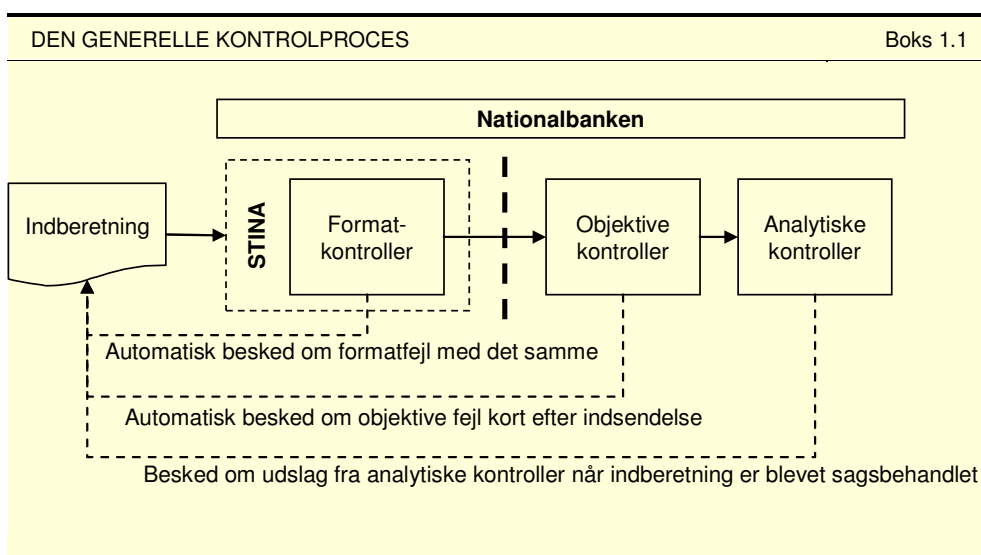 DEN GENERELLE KONTROLPROCES Boks 1.1
Nationalbanken
Indberetning
STINA
Format-
kontroller
Objektive
kontroller
Analytiske
kontroller
Automatisk besked om formatfejl med det samme
Automatisk besked om objektive fejl kort efter indsendelse
Besked om udslag fra analytiske kontroller når indberetning er blevet sagsbehandlet